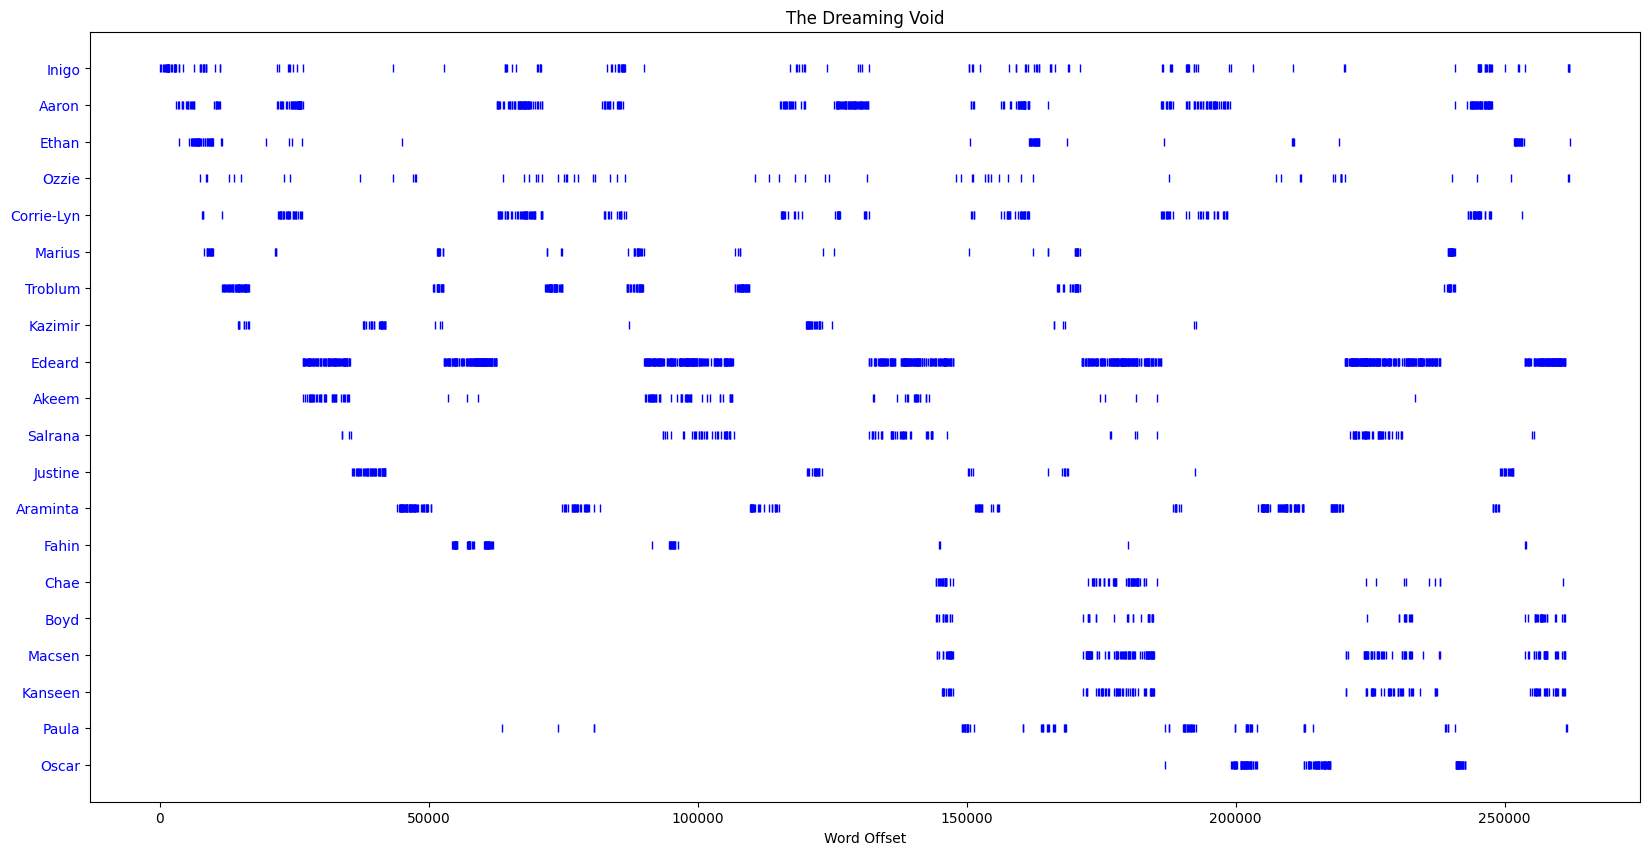 The Dreaming Void
Inigo
Aaron
Ethan
Ozzie
Corrie-Lyn
Marius
Troblum
Kazimir
Edeard
Akeem
Salrana
Justine
Araminta
Fahin
Chae
Boyd
Macsen
Kanseen
Paula
Oscar
0 50000 100000 150000 200000 250000
Word Offset